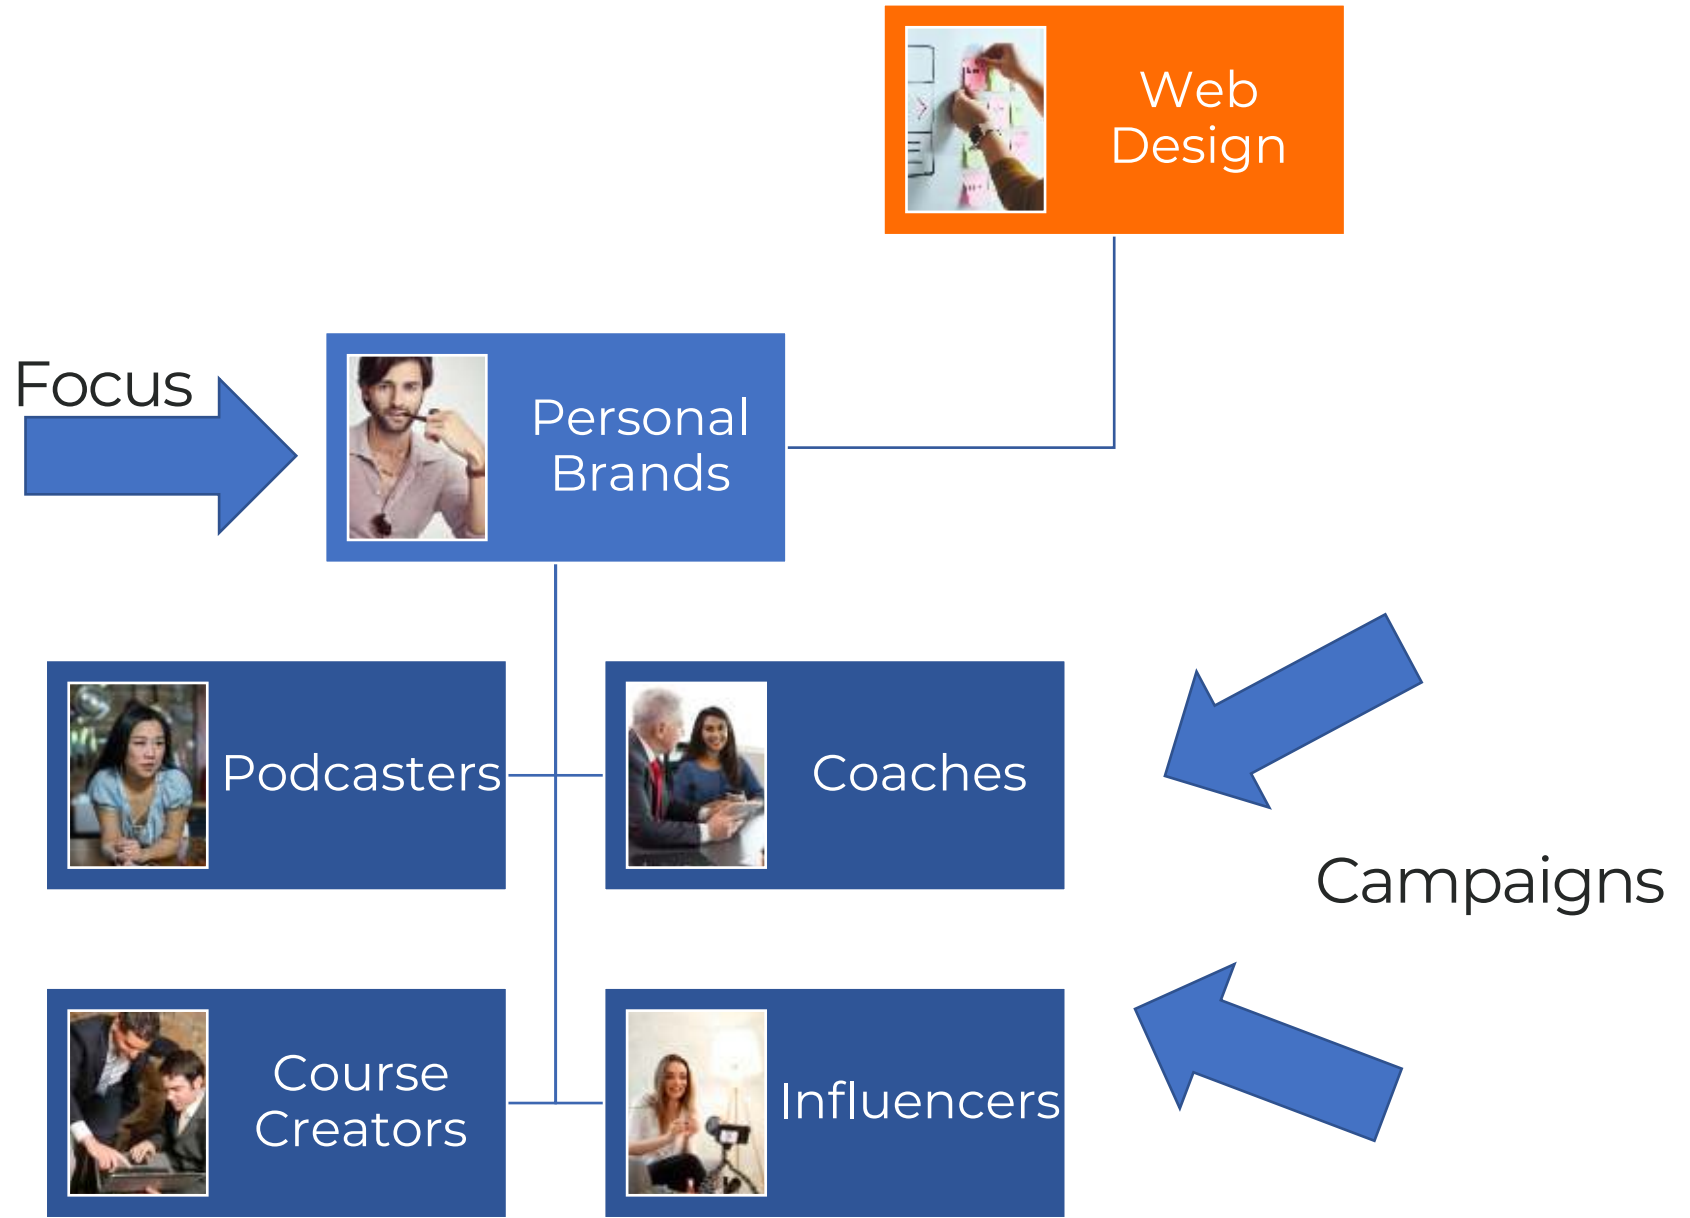 Web
Design
Focus
Personal
Brands
Podcasters
Coaches
Campaigns
Course
Creators
Influencers